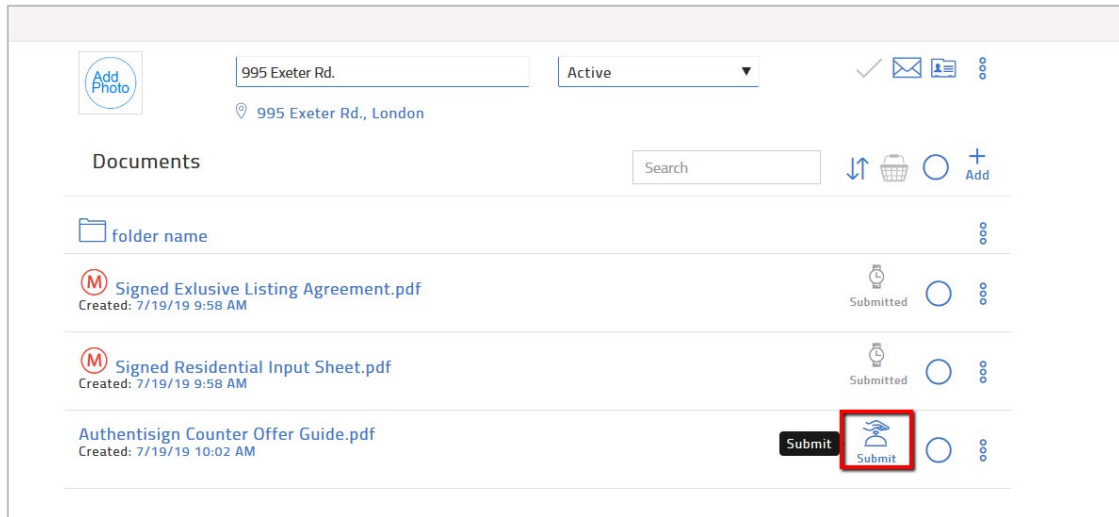 Add
Photo
995 Exeter Rd.
Active
995 Exeter Rd., London
Documents
Search
Add
folder name
M Signed Exlusive Listing Agreement.pdf
Created: 7/19/19 9:58 AM
Submitted
M Signed Residential Input Sheet.pdf
Created: 7/19/19 9:58 AM
Submitted
Authentisign Counter Offer Guide.pdf
Created: 7/19/19 10:02 AM
Submit
Submit